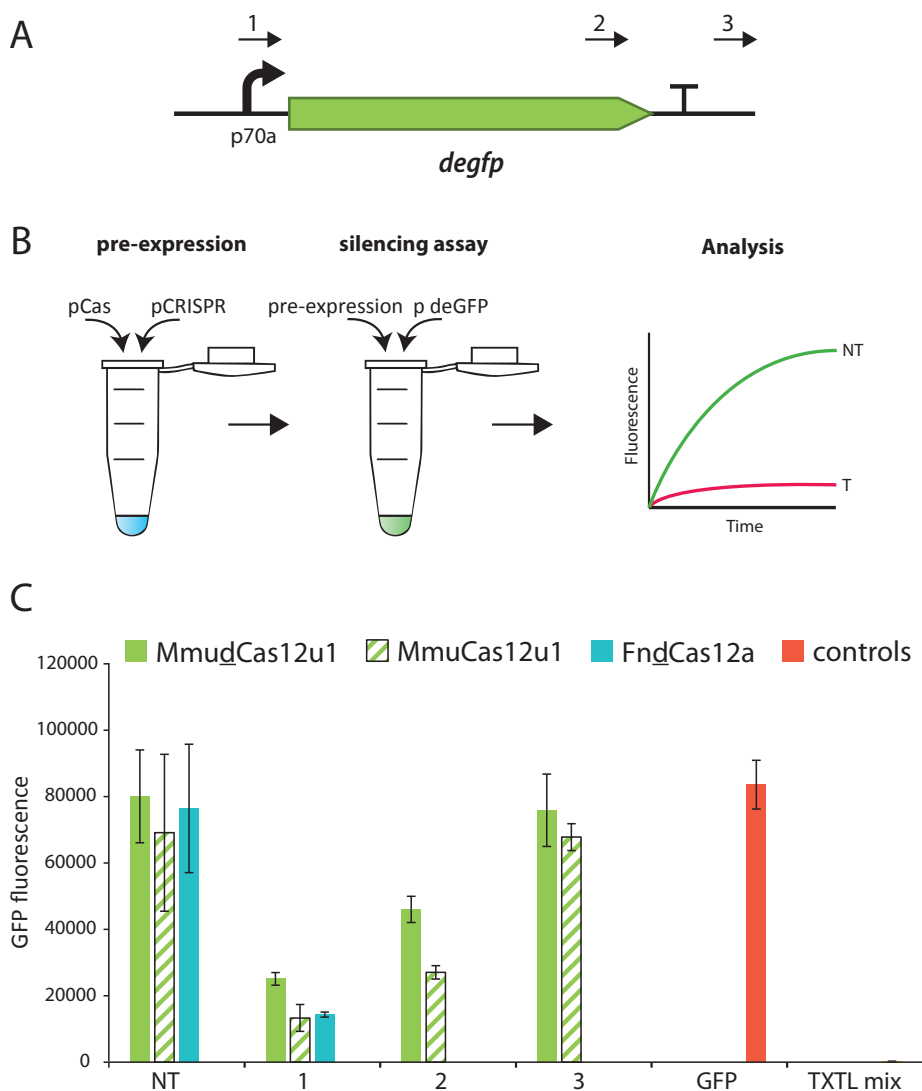 A
1 2 3
p70a
degfp
B
pre-expression silencing assay Analysis
pCas pCRISPR pre-expression p deGFP
Fluorescence
NT
T
Time
C
MmudCas12u1 MmuCas12u1 FndCas12a controls
GFP fluorescence
120000
100000
80000
60000
40000
20000
0
NT 1 2 3 GFP TXTL mix